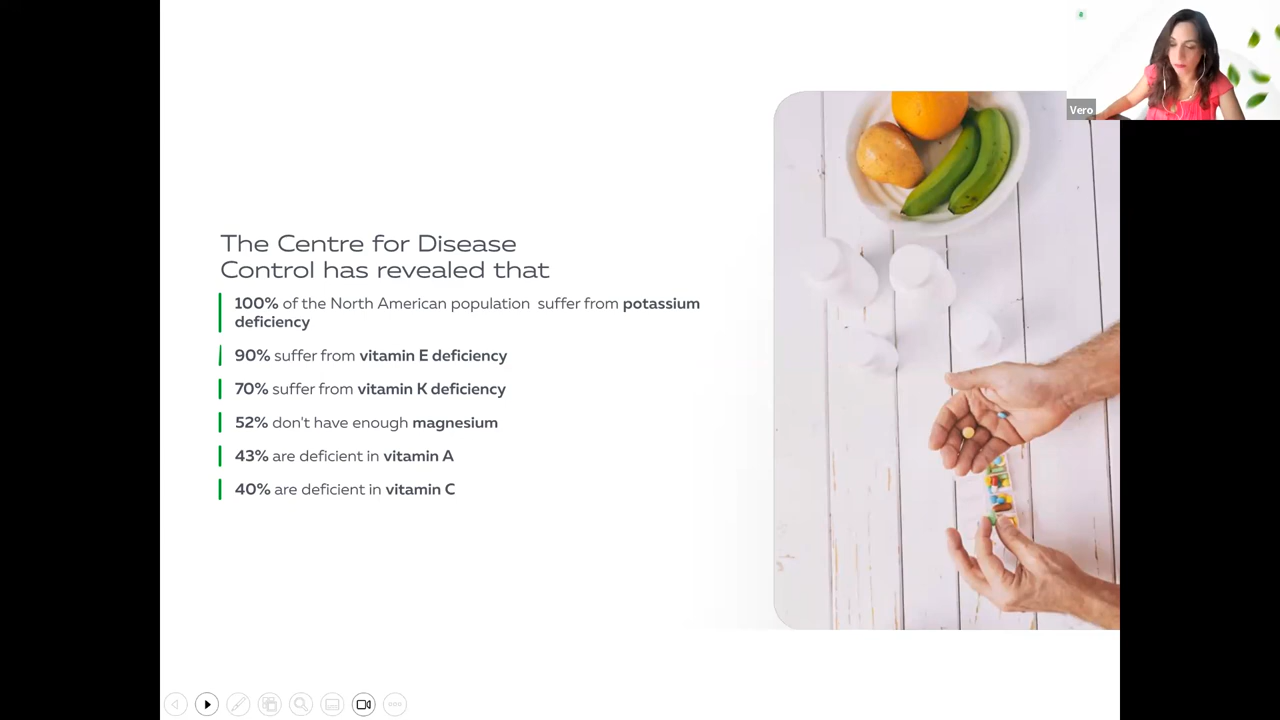 Vero
The Centre for Disease
Control has revealed that
100% of the North American population suffer from potassium
deficiency
90% suffer from vitamin E deficiency
70% suffer from vitamin K deficiency
52% don't have enough magnesium
43% are deficient in vitamin A
40% are deficient in vitamin C